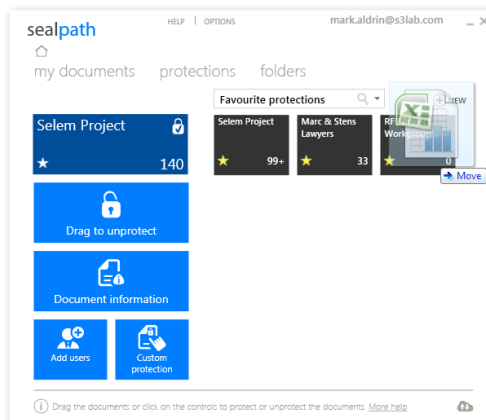 HELP | OPTIONS mark.aldrin@s3lab.com
sealpath
my documents protections folders
Favourite protections
Selem Project
140
Selem Project
99+
Marc & Stens
Lawyers
33
Workgroup
0
Move
Drag to unprotect
Document information
Add users
Custom
protection
Drag the documents or click on the controls to protect or unprotect the documents More help